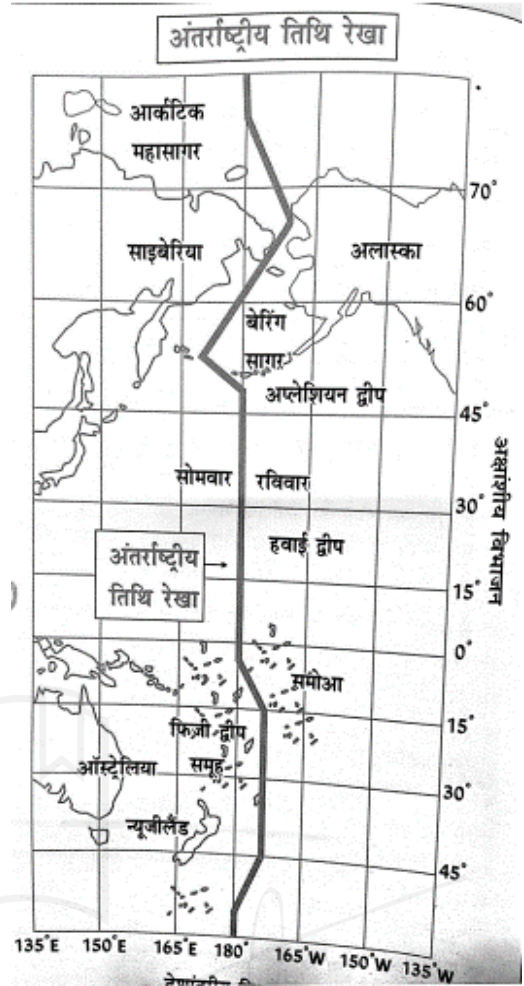 अंतर्राष्ट्रीय तिथि रेखा
आर्कटिक
महासागर
70°
साइबेरिया
अलास्का
60°
बेरिंग
सागर
अप्लेशियन द्वीप
45°
सोमवार
रविवार
30°
अक्षांशीय विभाजन
हवाई द्वीप
अंतर्राष्ट्रीय
तिथि रेखा
15°
0°
समोआ
15°
फिज़ी द्वीप
समूह
ऑस्ट्रेलिया
30°
न्यूजीलैंड
45°
135°E 150°E 165°E 180° 165°W 150°W 135°W